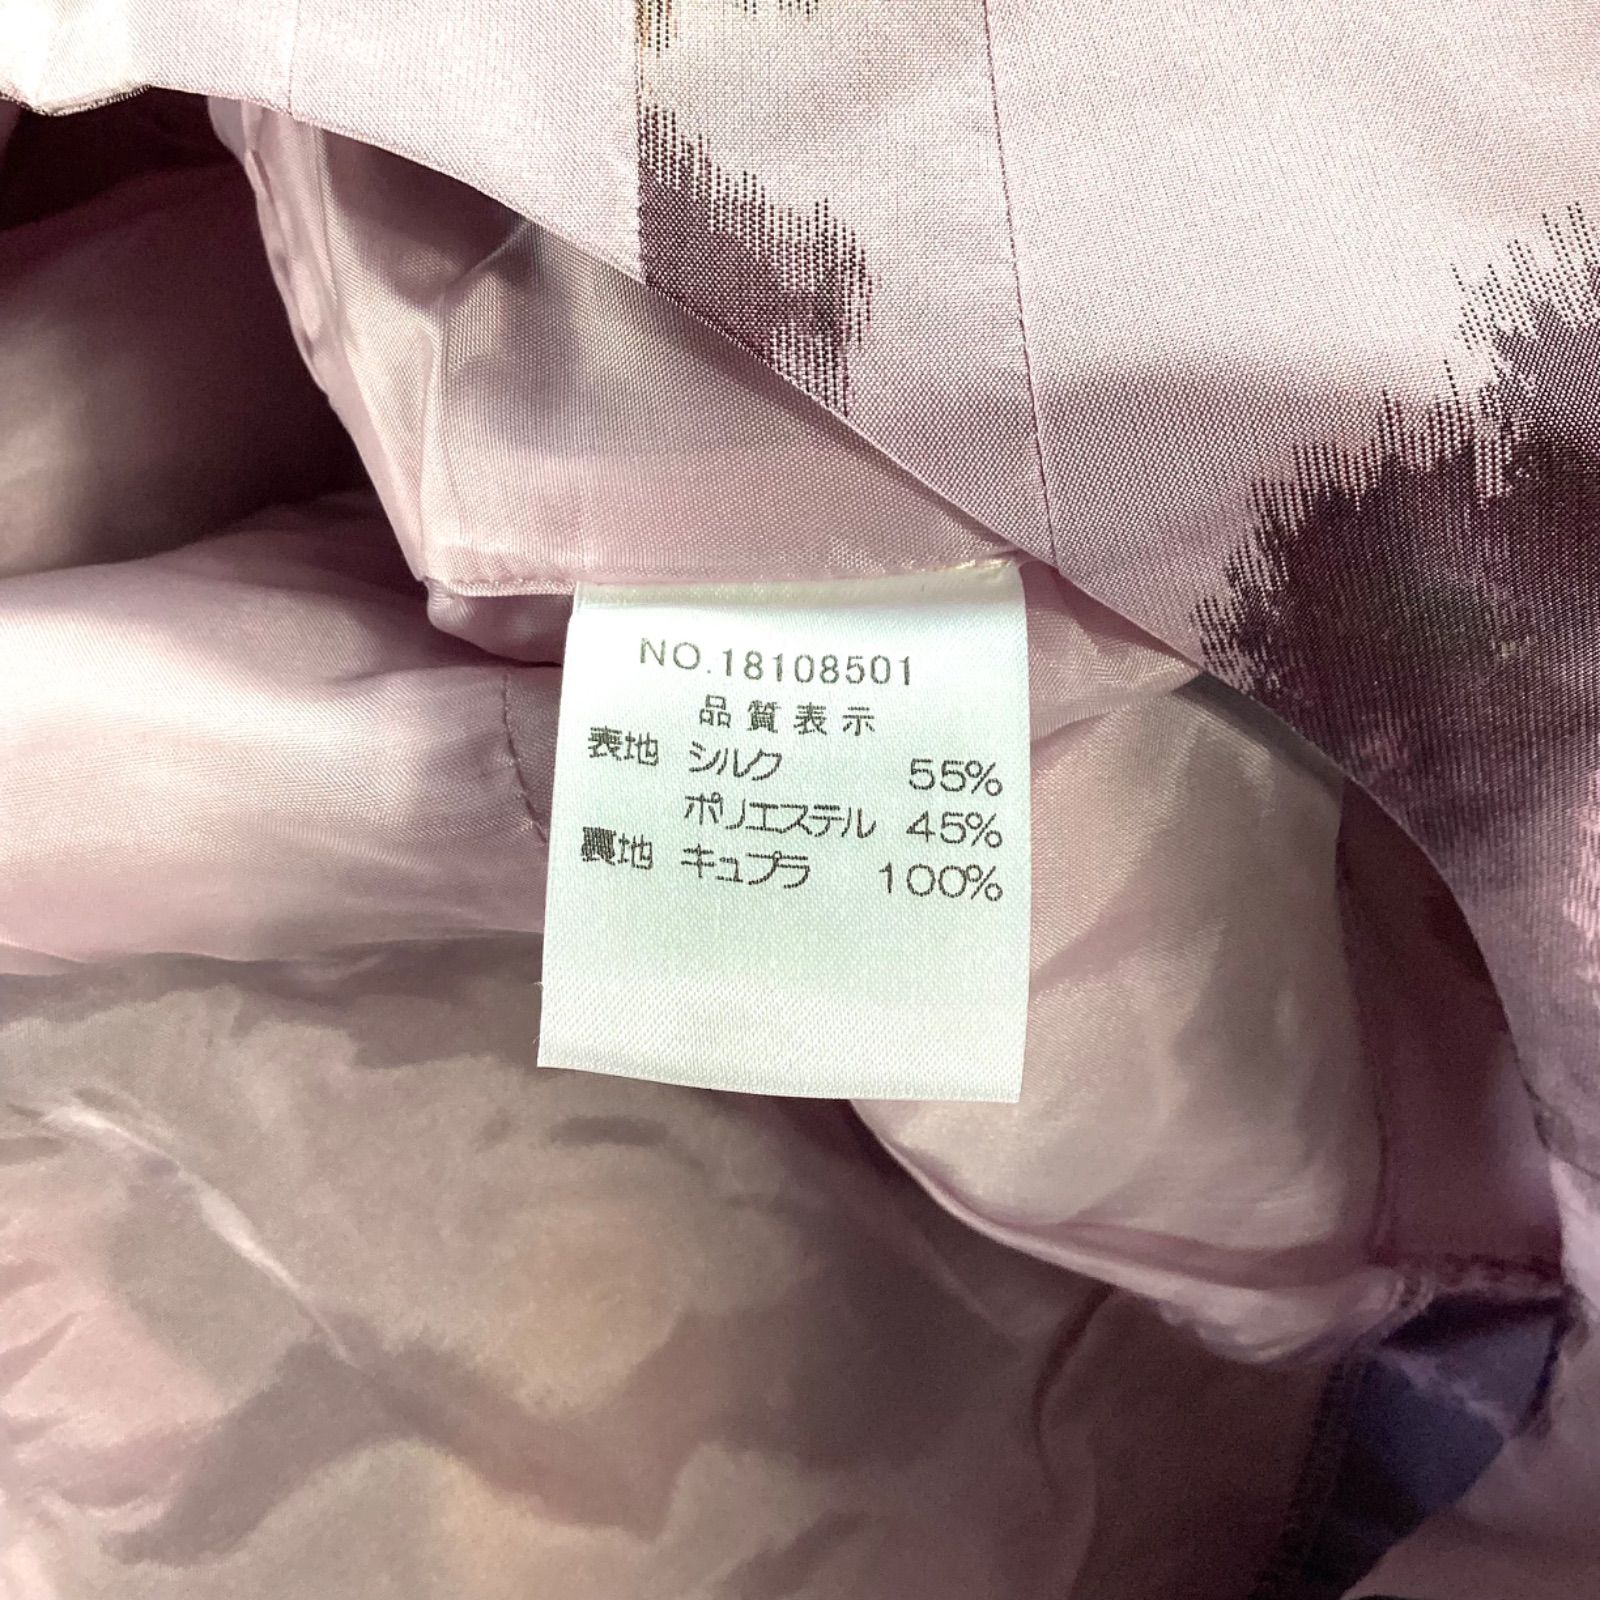 NO.18108501
品質表示
表地 シルク 55%
ポリエステル 45%
裏地 キュプラ 100%